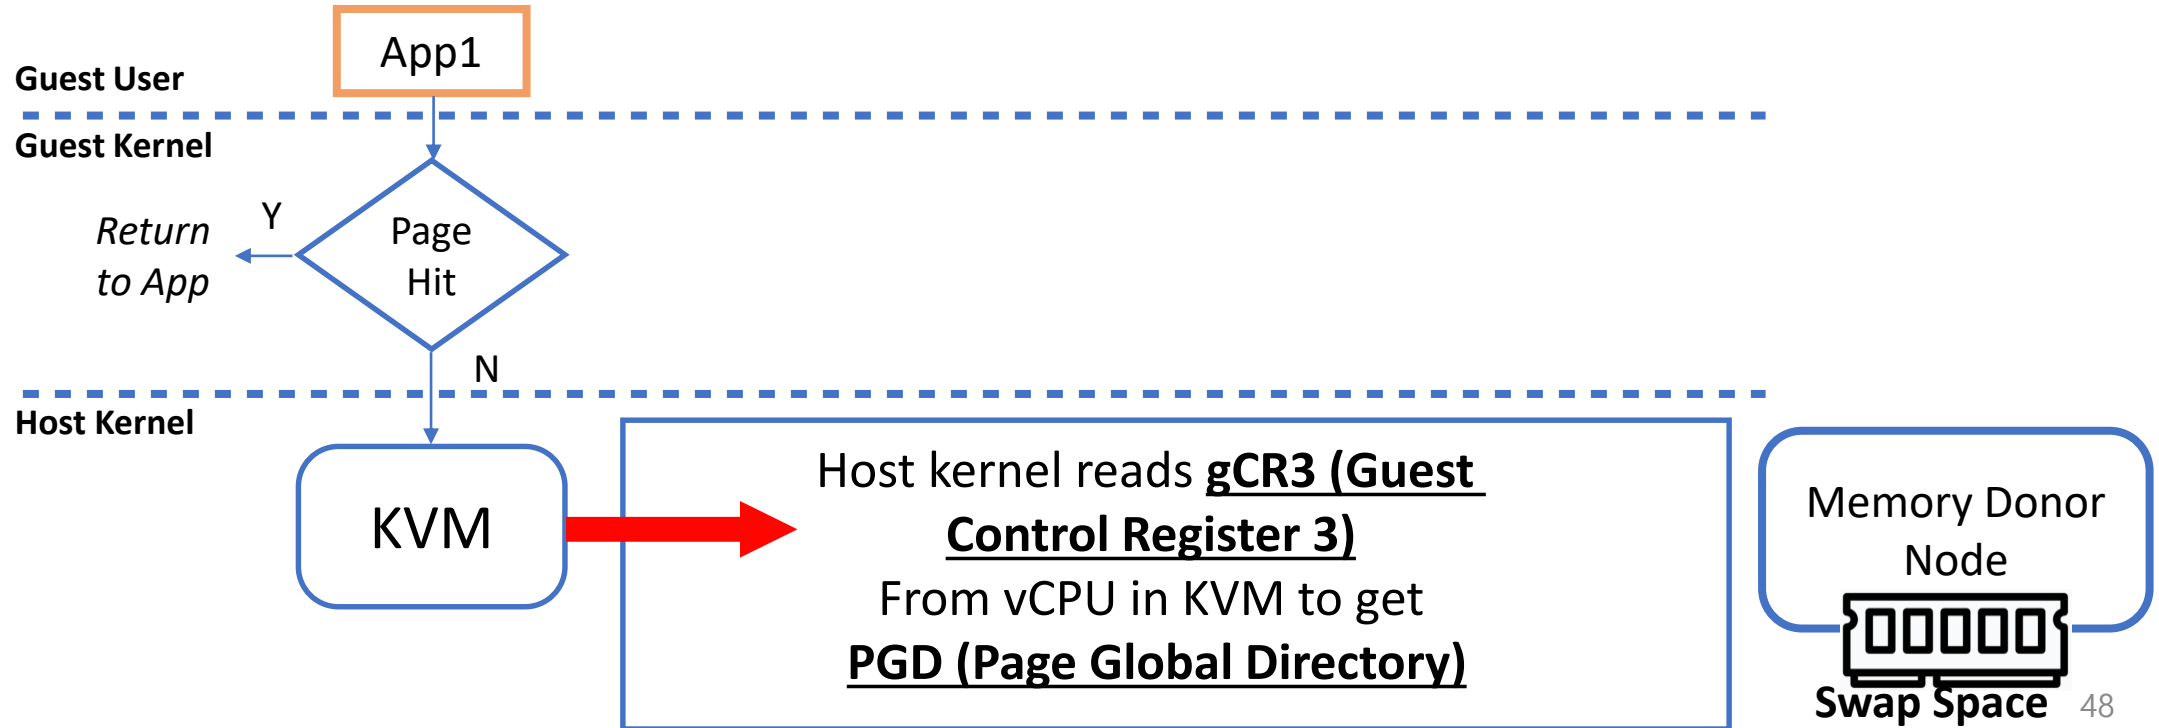 App1
Guest User
Guest Kernel
Y
Return
to App
Page
Hit
N
Host Kernel
KVM
Host kernel reads gCR3 (Guest
Control Register 3)
From vCPU in KVM to get
PGD (Page Global Directory)
Memory Donor
Node
Swap Space
48